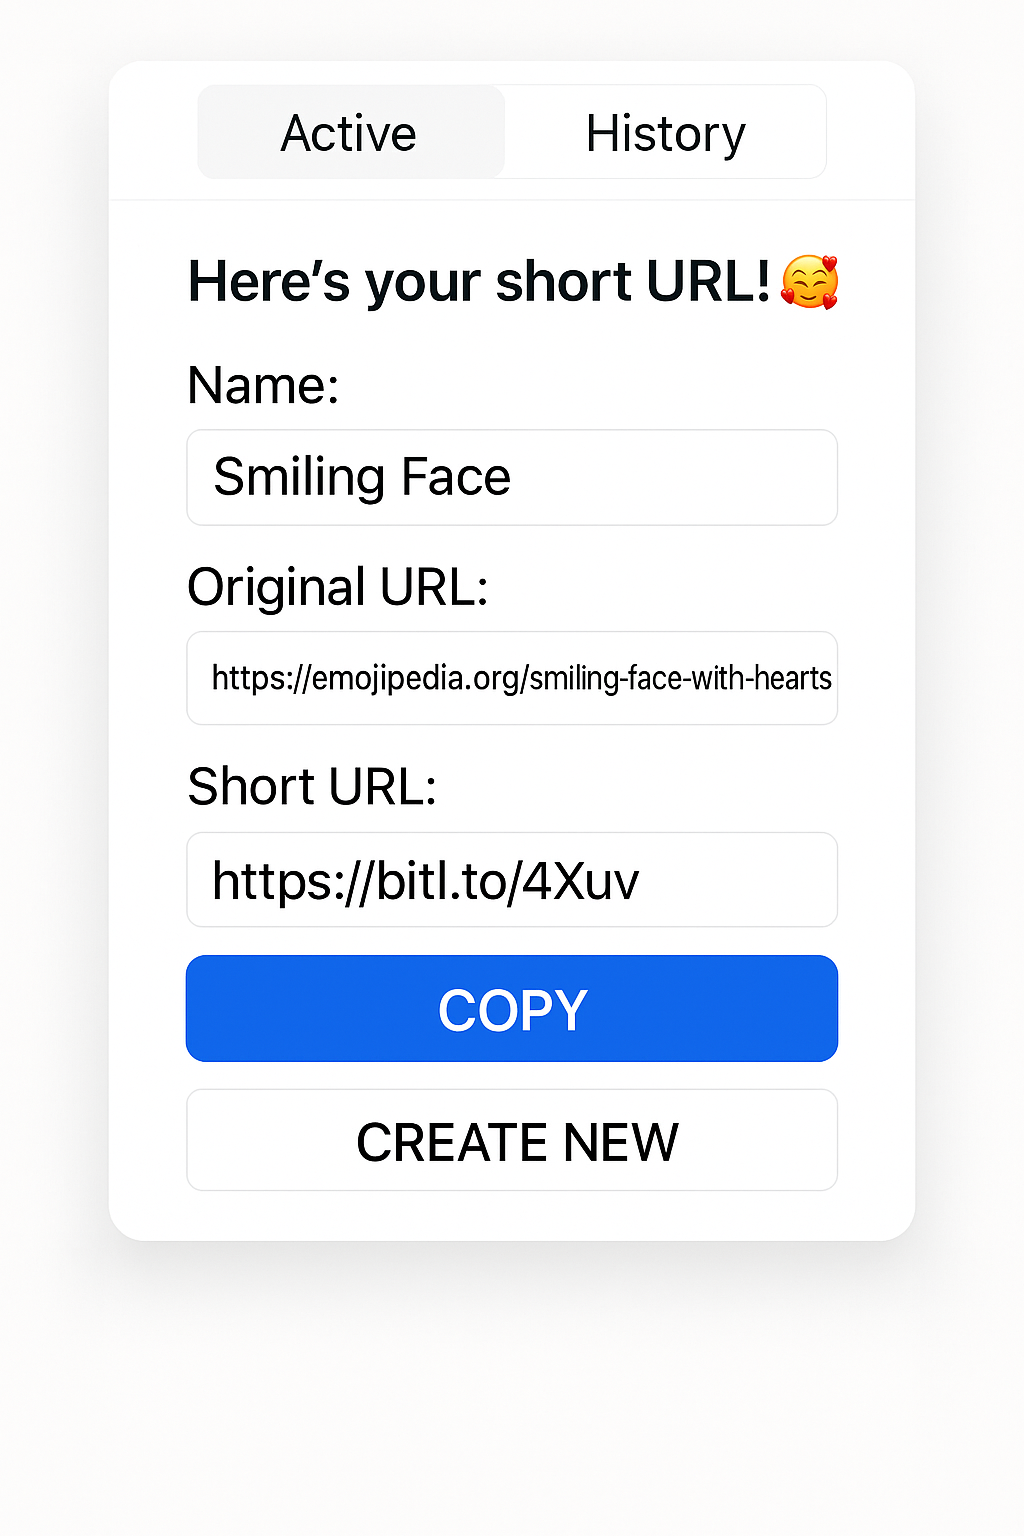 Active
History
Here’s your short URL! 🥰
Name:
Smiling Face
Original URL:
https://emojipedia.org/smiling-face-with-hearts
Short URL:
https://bitl.to/4Xuv
COPY
CREATE NEW